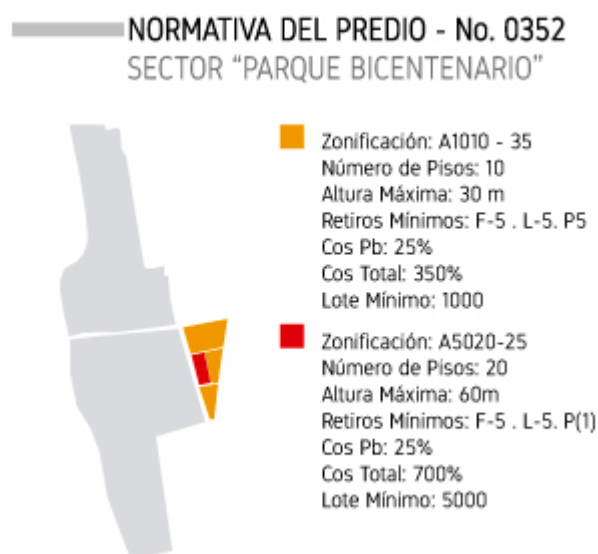 NORMATIVA DEL PREDIO - No. 0352
SECTOR “PARQUE BICENTENARIO”
Zonificación: A1010 - 35
Número de Pisos: 10
Altura Máxima: 30 m
Retiros Mínimos: F-5 . L-5. P5
Cos Pb: 25%
Cos Total: 350%
Lote Mínimo: 1000
Zonificación: A5020-25
Número de Pisos: 20
Altura Máxima: 60m
Retiros Mínimos: F-5 . L-5. P(1)
Cos Pb: 25%
Cos Total: 700%
Lote Mínimo: 5000